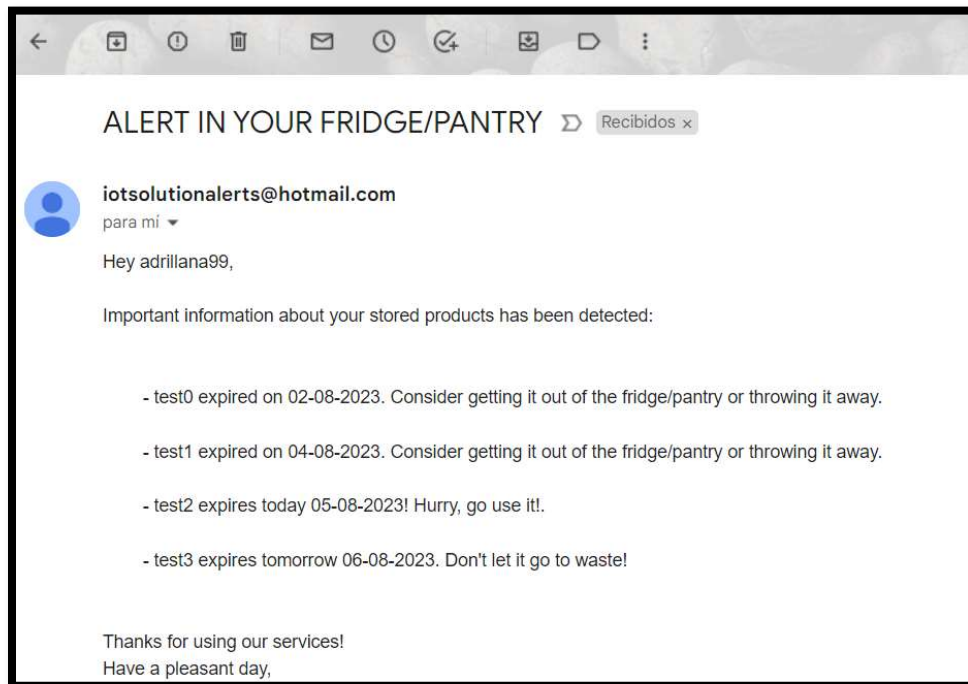 ALERT IN YOUR FRIDGE/PANTRY Recibidos ×
iotsolutionalerts@hotmail.com
para mí
Hey adrillana99,
Important information about your stored products has been detected:
- test0 expired on 02-08-2023. Consider getting it out of the fridge/pantry or throwing it away.
- test1 expired on 04-08-2023. Consider getting it out of the fridge/pantry or throwing it away.
- test2 expires today 05-08-2023! Hurry, go use it!.
- test3 expires tomorrow 06-08-2023. Don't let it go to waste!
Thanks for using our services!
Have a pleasant day,